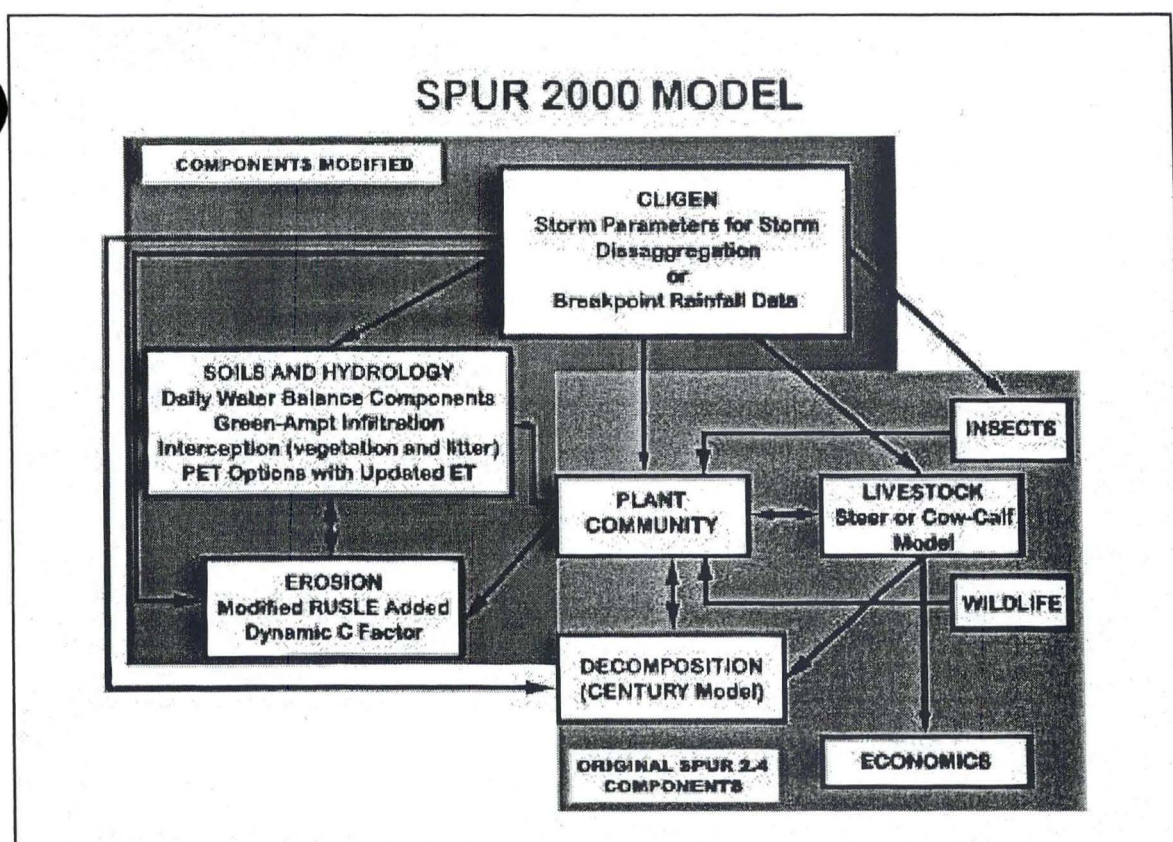 SPUR 2000 MODEL
COMPONENTS MODIFIED
CLIGEN
Storm Parameters for Storm
Dissaggregation
or
Breakpoint Rainfall Data
SOILS AND HYDROLOGY
Daily Water Balance Components
Green-Ampt Infiltration
Interception (vegetation and litter)
PET Options with Updated ET
INSECTS
PLANT
COMMUNITY
LIVESTOCK
Steer or Cow-Calf
Model
EROSION
Modified RUSLE Added
Dynamic C Factor
WILDLIFE
DECOMPOSITION
(CENTURY Model)
ORIGINAL SPUR 2.4
COMPONENTS
ECONOMICS